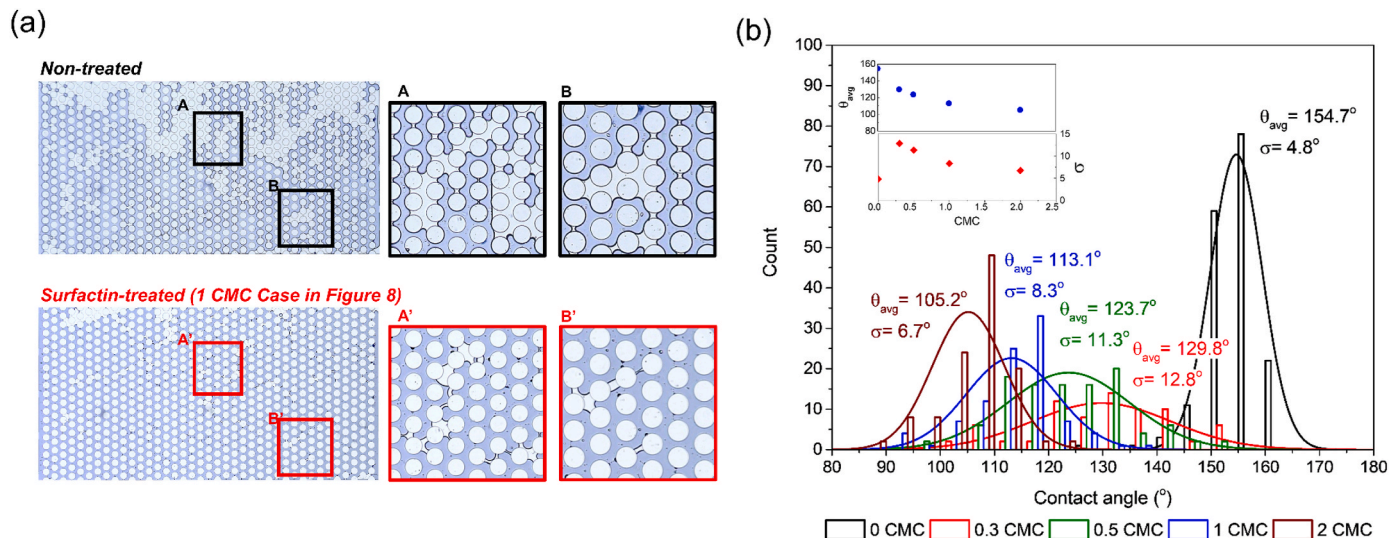 (a)
Non-treated
A
B
A
B
Surfactin-treated (1 CMC Case in Figure 8)
A'
B'
A'
B'
(b)
100
90
80
70
60
50
40
30
20
10
0
80 90 100 110 120 130 140 150 160 170 180
Count
Contact angle (°)
160
140
120
100
80
θavg
15
10
5
0
σ
0.0 0.5 1.0 1.5 2.0 2.5
CMC
θavg= 154.7°
σ= 4.8°
θavg= 113.1°
σ= 8.3°
θavg= 105.2°
σ= 6.7°
θavg= 123.7°
σ= 11.3°
θavg= 129.8°
σ= 12.8°
0 CMC 0.3 CMC 0.5 CMC 1 CMC 2 CMC